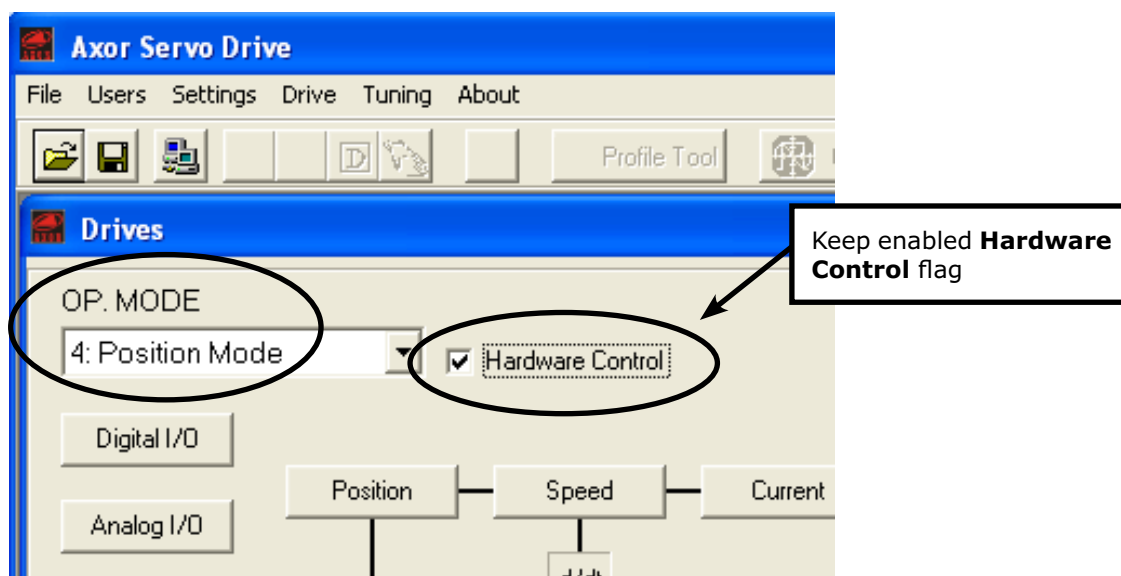 Axor Servo Drive
File Users Settings Drive Tuning About
D Profile Tool
Drives
Keep enabled Hardware
Control flag
OP. MODE
4: Position Mode
Hardware Control
Digital I/O
Position Speed Current
Analog I/O
d/dt